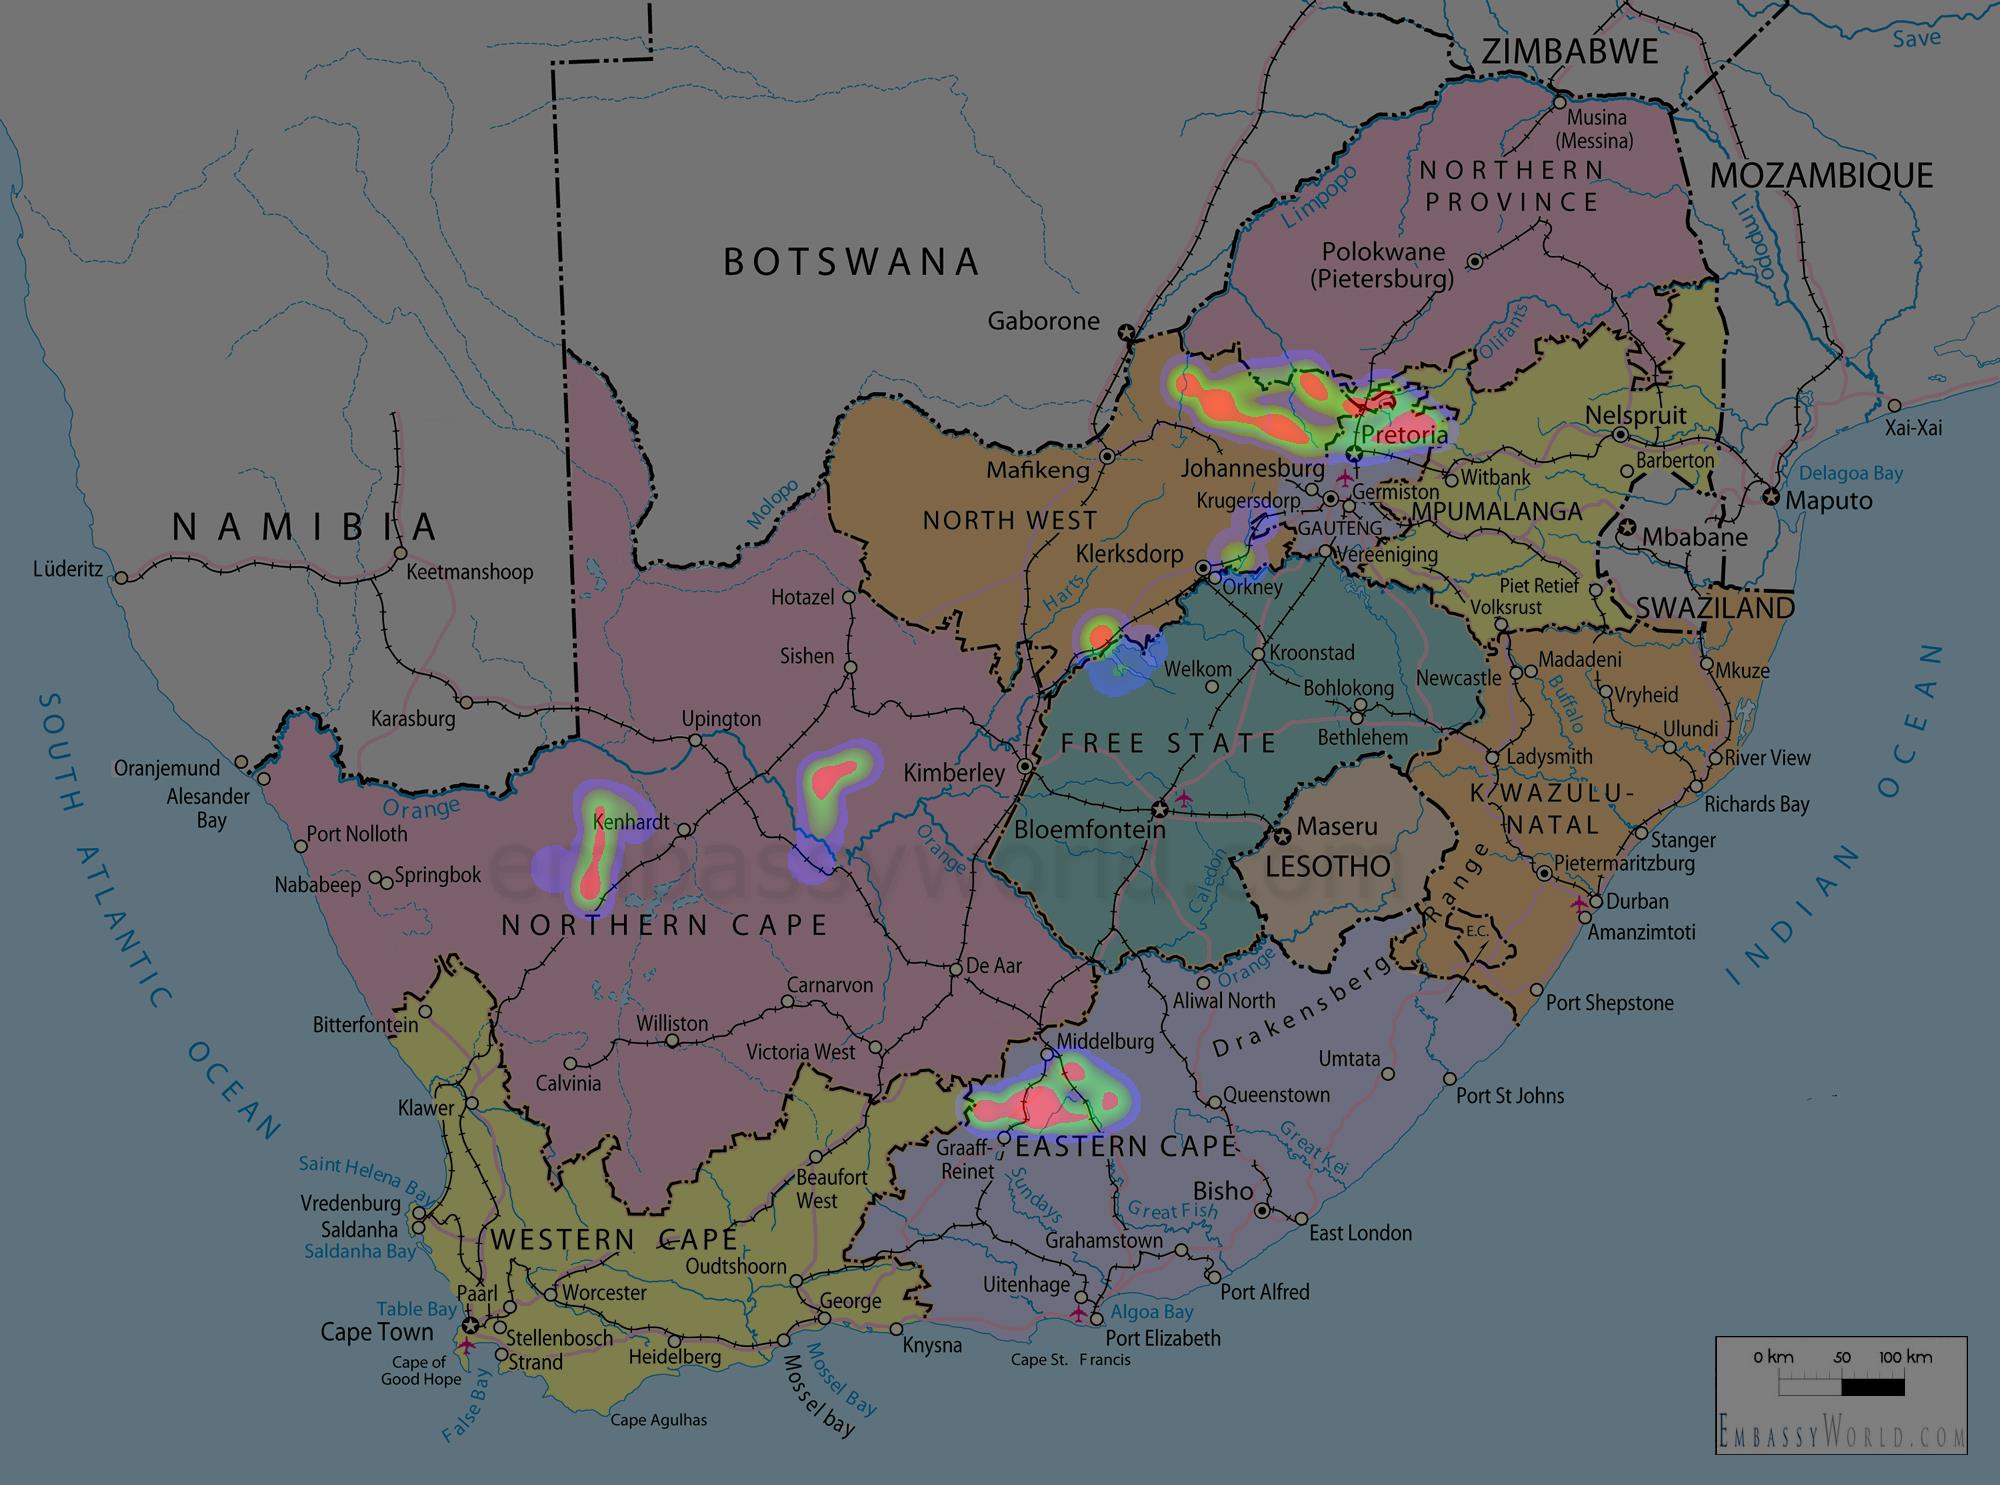 ZIMBABWE
Save
Musina
(Messina)
NORTHERN
PROVINCE
MOZAMBIQUE
Limpopo
Limpopo
BOTSWANA
Polokwane
(Pietersburg)
Gaborone
Olifants
Nelspruit
Xai-Xai
Pretoria
Mafikeng
Johannesburg
Witbank
Barberton
Delagoa Bay
Maputo
Molopo
Krugersdorp
Germiston
NORTH WEST
GAUTENG
MPUMALANGA
NAMIBIA
Mbabane
Klerksdorp
Vereeniging
Lüderitz
Keetmanshoop
Hotazel
Harts
Orkney
Piet Retief
Volksrust
SWAZILAND
Sishen
Welkom
Kroonstad
Madadeni
Mkuze
Newcastle
Bohlokong
Buffalo
Vryheid
Karasburg
Upington
FREE STATE
Bethlehem
Ulundi
Oranjemund
Kimberley
Ladysmith
River View
Alesander
Bay
Orange
KWAZULU-
NATAL
Richards Bay
Port Nolloth
Kenhardt
Bloemfontein
Maseru
Stanger
Orange
LESOTHO
Pietermaritzburg
embassyworld.com
Nababeep
Springbok
Caledon
Durban
NORTHERN CAPE
Amanzimtoti
E.C.
De Aar
Orange
Drakensberg Range
Carnarvon
Aliwal North
Port Shepstone
Bitterfontein
Williston
Victoria West
Middelburg
Umtata
Calvinia
Klawer
Queenstown
Port St Johns
Graaff-
Reinet
EASTERN CAPE
Great Kei
Saint Helena Bay
Beaufort
West
Sundays
Bisho
Great Fish
Vredenburg
Saldanha
Saldanha Bay
WESTERN CAPE
East London
Grahamstown
Oudtshoorn
Uitenhage
Port Alfred
Paarl
Worcester
George
Table Bay
Algoa Bay
Cape Town
Stellenbosch
Knysna
Port Elizabeth
Strand
Heidelberg
Cape of
Good Hope
Cape St. Francis
False Bay
Mossel Bay
Mossel bay
Cape Agulhas
SOUTH ATLANTIC OCEAN
INDIAN OCEAN
0 km 50 100 km
EMBASSYWORLD.COM